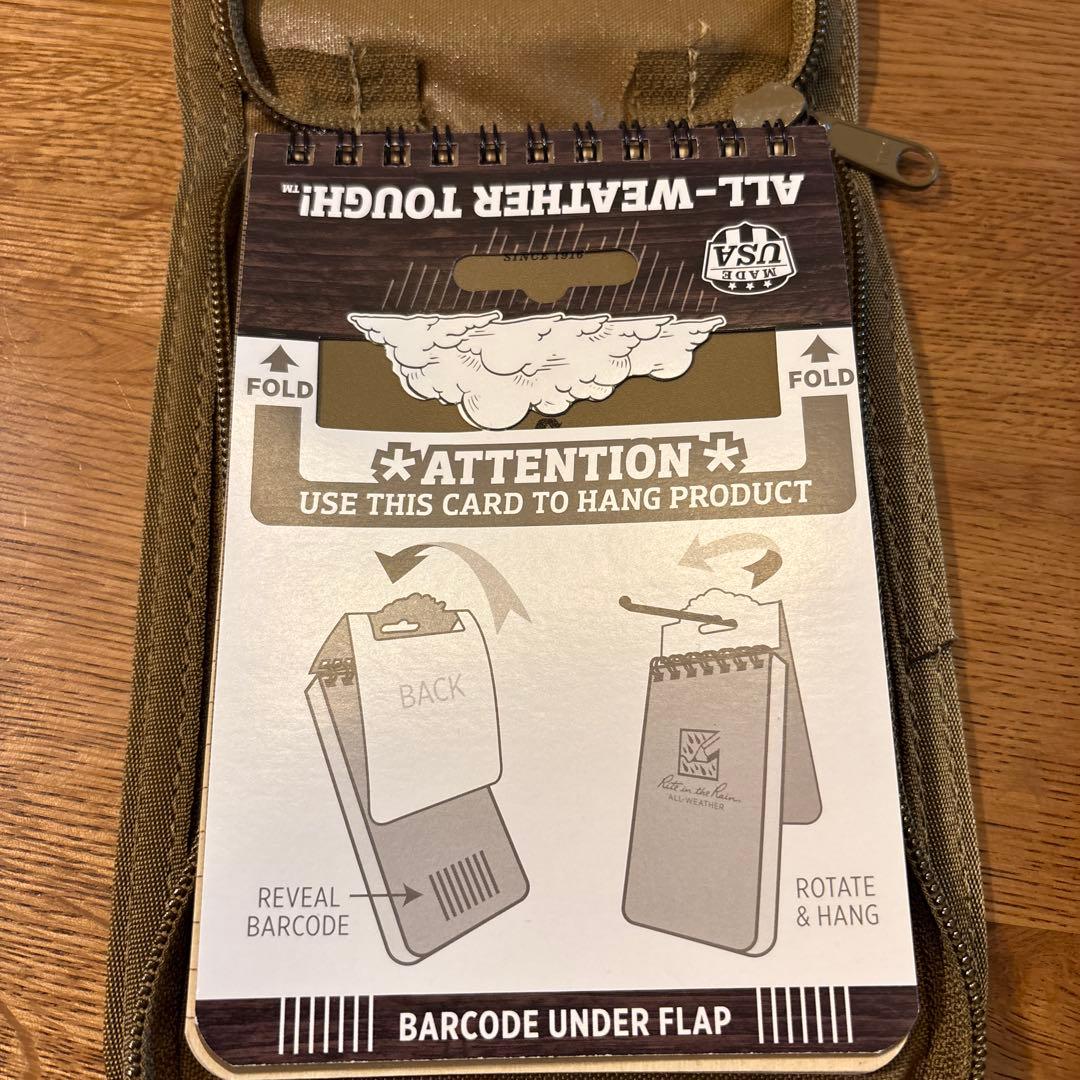 ALL-WEATHER TOUGH!™
SINCE 1916
MADE
USA
FOLD
FOLD
*ATTENTION*
USE THIS CARD TO HANG PRODUCT
BACK
Rite in the Rain
ALL-WEATHER
REVEAL
BARCODE
ROTATE
& HANG
BARCODE UNDER FLAP